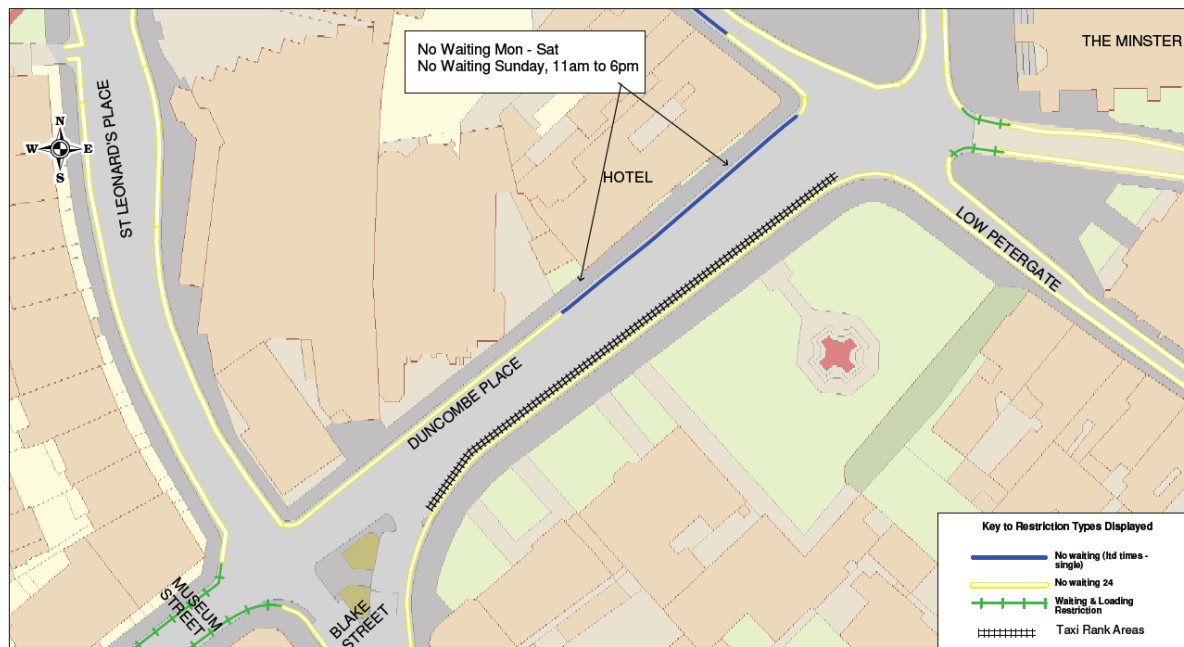 No Waiting Mon - Sat
No Waiting Sunday, 11am to 6pm
THE MINSTER
ST LEONARD'S PLACE
N
W E
S
HOTEL
LOW PETERGATE
DUNCOMBE PLACE
MUSEUM
STREET
BLAKE
STREET
Key to Restriction Types Displayed
No waiting (ltd times -
single)
No waiting 24
Waiting & Loading
Restriction
Taxi Rank Areas